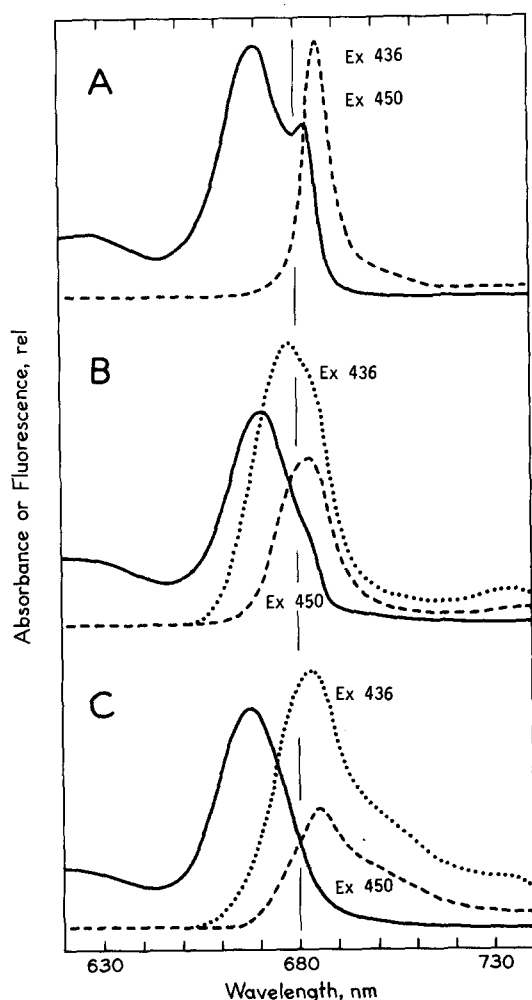 A
Ex 436
Ex 450
B
Ex 436
Ex 450
C
Ex 436
Ex 450
Absorbance or Fluorescence, rel
630 680 730
Wavelength, nm